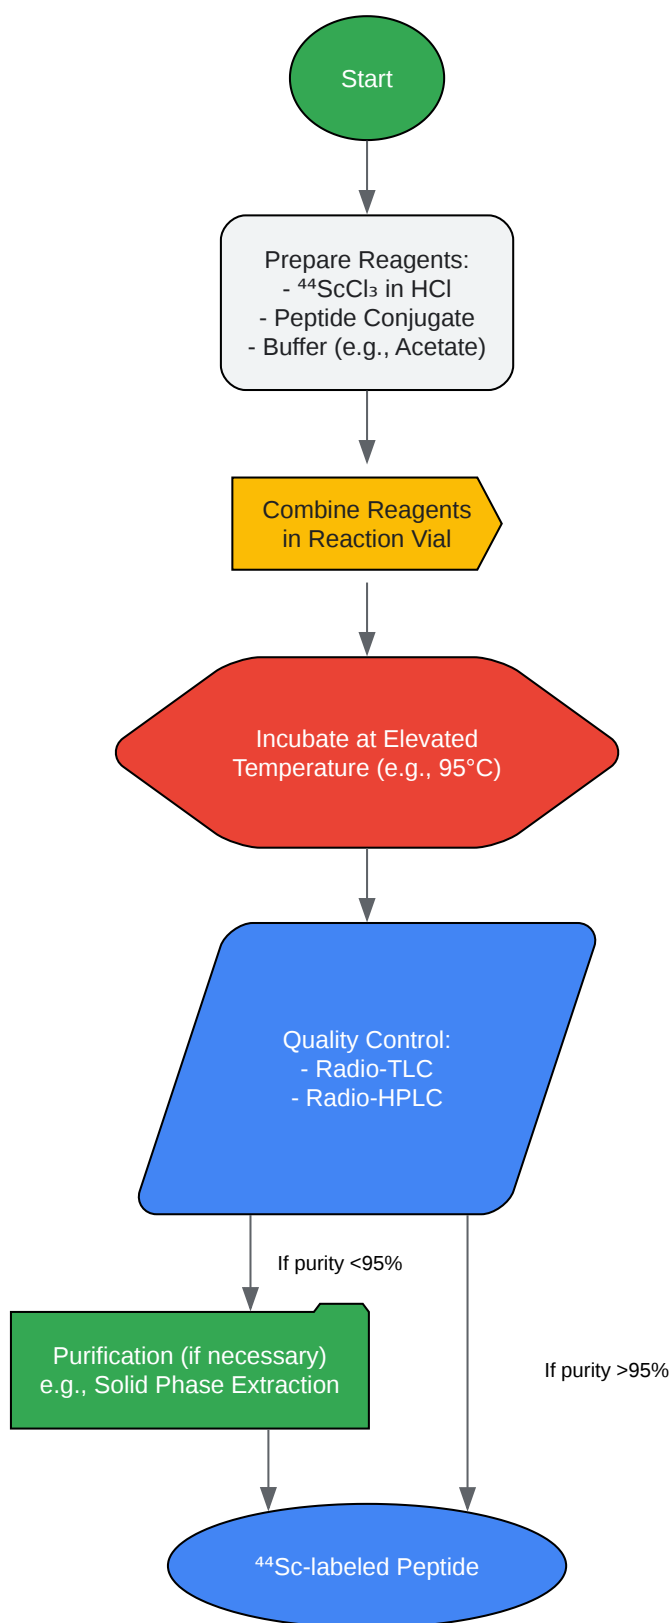 Start
Prepare Reagents:
- ⁴⁴ScCl₃ in HCl
- Peptide Conjugate
- Buffer (e.g., Acetate)
Combine Reagents
in Reaction Vial
Incubate at Elevated
Temperature (e.g., 95°C)
Quality Control:
- Radio-TLC
- Radio-HPLC
If purity <95%
Purification (if necessary)
e.g., Solid Phase Extraction
If purity >95%
⁴⁴Sc-labeled Peptide